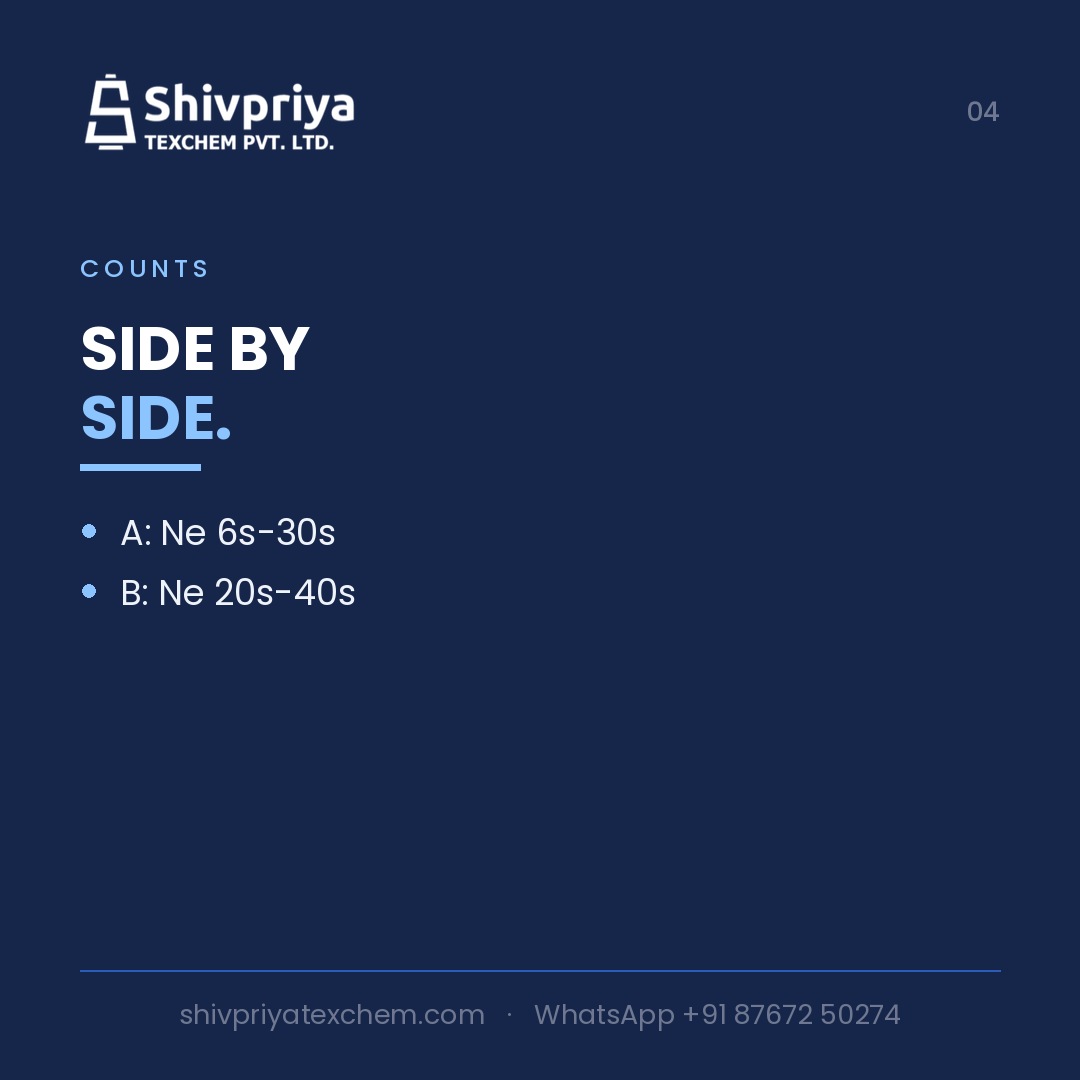 Shivpriya
TEXCHEM PVT. LTD.
04
COUNTS
SIDE BY
SIDE.
• A: Ne 6s-30s
• B: Ne 20s-40s
shivpriyatexchem.com · WhatsApp +91 87672 50274